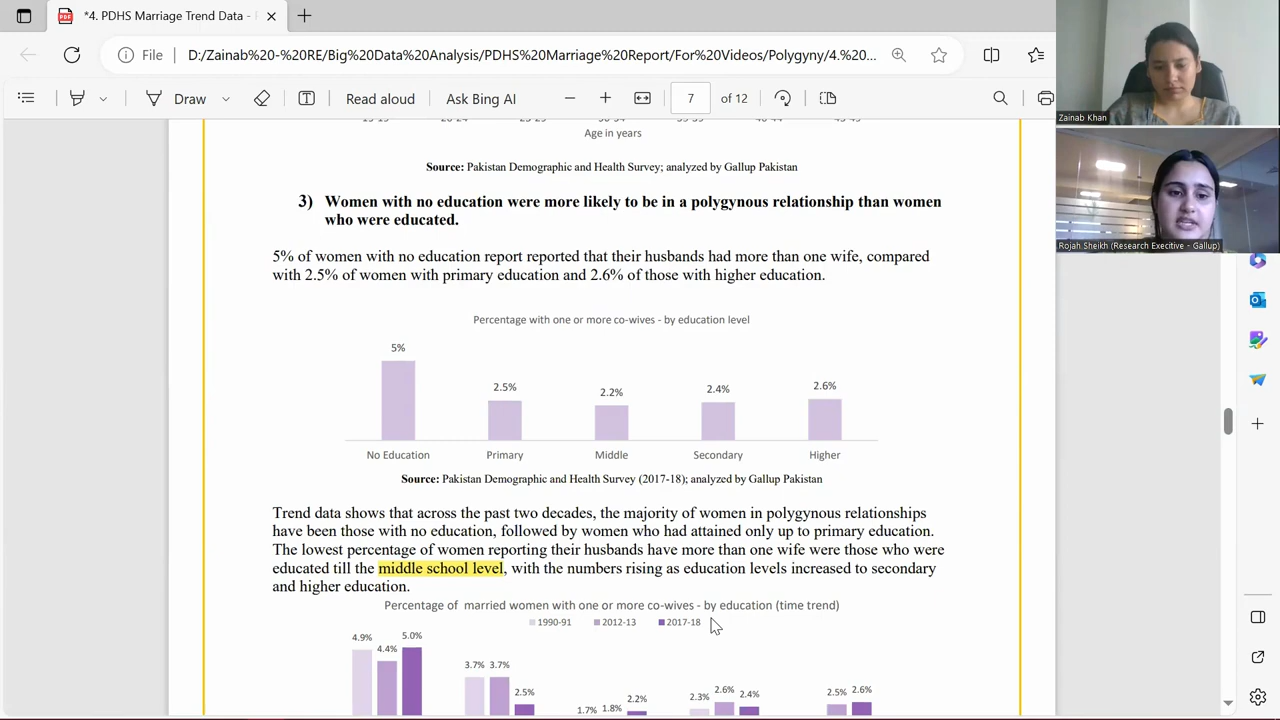 *4. PDHS Marriage Trend Data -
File
D:/Zainab%20-%20RE/Big%20Data%20Analysis/PDHS%20Marriage%20Report/For%20Videos/Polygyny/4.%20...
Draw
Read aloud
Ask Bing AI
7
of 12
Zainab Khan
Rojah Sheikh (Research Exécitive - Gallup)
Age in years
Source: Pakistan Demographic and Health Survey; analyzed by Gallup Pakistan
3) Women with no education were more likely to be in a polygynous relationship than women
who were educated.
5% of women with no education report reported that their husbands had more than one wife, compared
with 2.5% of women with primary education and 2.6% of those with higher education.
Percentage with one or more co-wives - by education level
5%
2.5%
2.2%
2.4%
2.6%
No Education
Primary
Middle
Secondary
Higher
Source: Pakistan Demographic and Health Survey (2017-18); analyzed by Gallup Pakistan
Trend data shows that across the past two decades, the majority of women in polygynous relationships
have been those with no education, followed by women who had attained only up to primary education.
The lowest percentage of women reporting their husbands have more than one wife were those who were
educated till the middle school level, with the numbers rising as education levels increased to secondary
and higher education.
Percentage of married women with one or more co-wives - by education (time trend)
1990-91 2012-13 2017-18
4.9% 4.4% 5.0%
3.7% 3.7% 2.5%
1.7% 1.8% 2.2%
2.3% 2.6% 2.4%
2.5% 2.6%